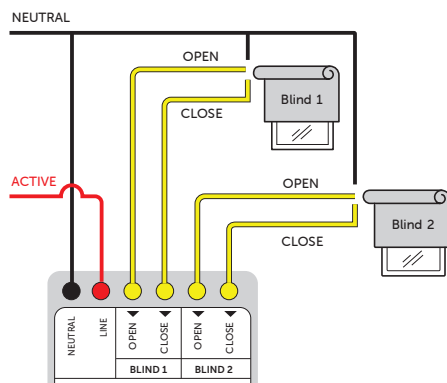 NEUTRAL
OPEN
Blind 1
CLOSE
ACTIVE
OPEN
Blind 2
CLOSE
NEUTRAL
LINE
OPEN
CLOSE
OPEN
CLOSE
BLIND 1
BLIND 2